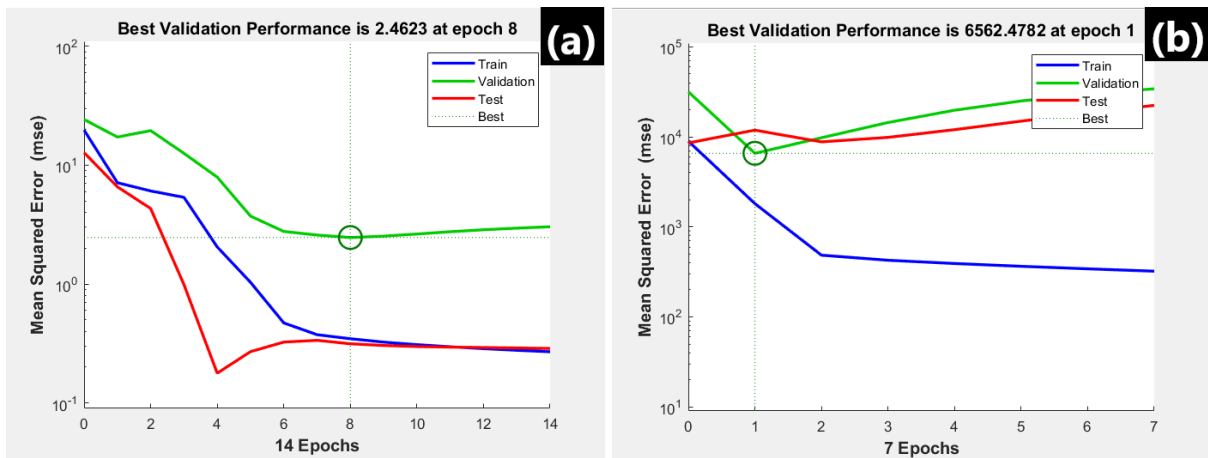 Best Validation Performance is 2.4623 at epoch 8
(a)
Mean Squared Error (mse)
10^2
10^1
10^0
10^-1
Train
Validation
Test
Best
0 2 4 6 8 10 12 14
14 Epochs
Best Validation Performance is 6562.4782 at epoch 1
(b)
Mean Squared Error (mse)
10^5
10^4
10^3
10^2
10^1
Train
Validation
Test
Best
0 1 2 3 4 5 6 7
7 Epochs